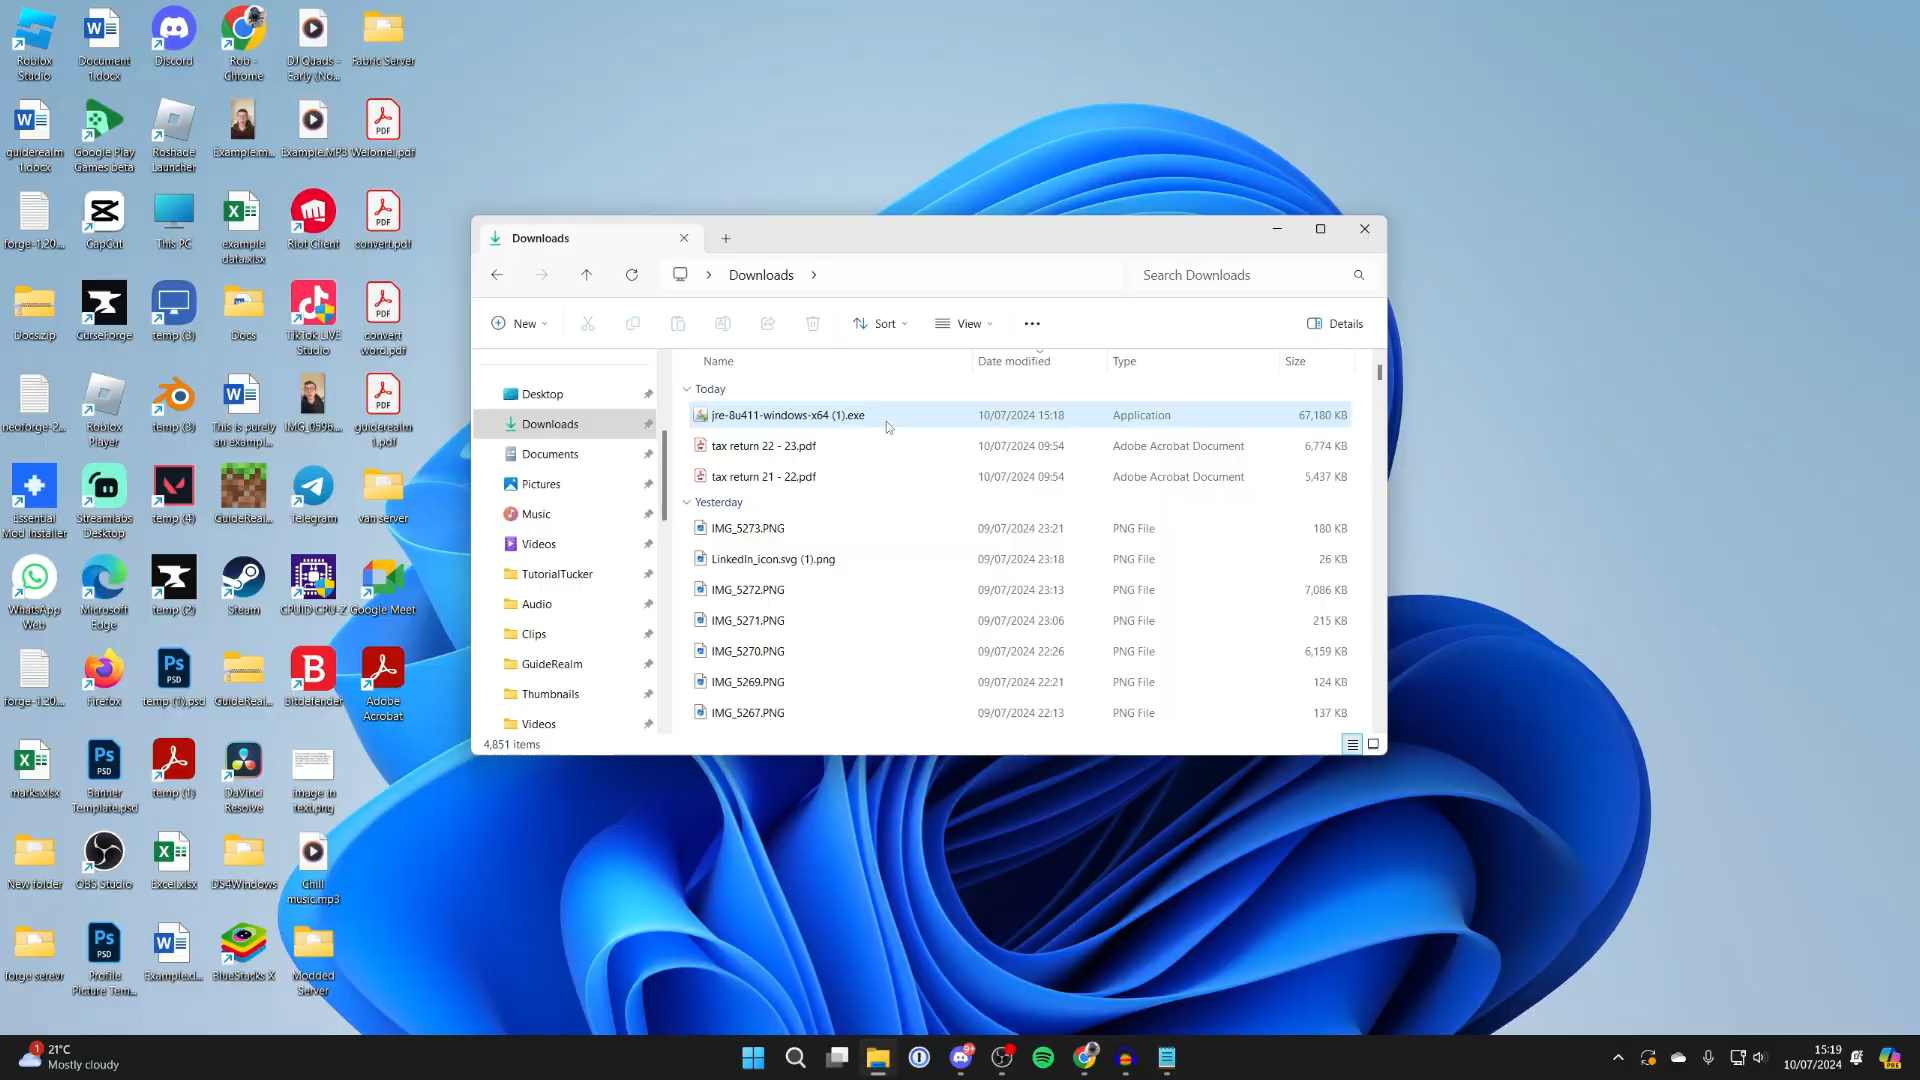 Roblox
Studio
Document
1.docx
Discord
Rob -
Chrome
DJ Quads -
Early (No...
Fabric Server
guiderealm
1.docx
Google Play
Games beta
Roshade
Launcher
Example.m...
Example.MP3
Welome!.pdf
forge-1.20...
CapCut
This PC
example
data.xlsx
Riot Client
convert.pdf
Docs.zip
CurseForge
temp (3)
Docs
TikTok LIVE
Studio
convert
word.pdf
neoforge-2...
Roblox
Player
temp (3)
This is purely
an exampl...
IMG_0596....
guiderealm
1.pdf
Essential
Mod Installer
Streamlabs
Desktop
temp (4)
GuideReal...
Telegram
van server
WhatsApp
Web
Microsoft
Edge
temp (2)
Steam
CPUID CPU-Z
Google Meet
forge-1.20...
Firefox
temp (1).psd
GuideReal...
Bitdefender
Adobe
Acrobat
marks.xlsx
Banner
Template.psd
temp (1)
DaVinci
Resolve
image in
text.png
New folder
OBS Studio
Excel.xlsx
DS4Windows
Chill
music.mp3
forge serevr
Profile
Picture Tem...
Example.d...
BlueStacks X
Modded
Server
Downloads
Downloads
Search Downloads
New
Sort
View
Details
Name Date modified Type Size
Desktop
Downloads
Documents
Pictures
Music
Videos
TutorialTucker
Audio
Clips
GuideRealm
Thumbnails
Videos
Today
jre-8u411-windows-x64 (1).exe 10/07/2024 15:18 Application 67,180 KB
tax return 22 - 23.pdf 10/07/2024 09:54 Adobe Acrobat Document 6,774 KB
tax return 21 - 22.pdf 10/07/2024 09:54 Adobe Acrobat Document 5,437 KB
Yesterday
IMG_5273.PNG 09/07/2024 23:21 PNG File 180 KB
LinkedIn_icon.svg (1).png 09/07/2024 23:18 PNG File 26 KB
IMG_5272.PNG 09/07/2024 23:13 PNG File 7,086 KB
IMG_5271.PNG 09/07/2024 23:06 PNG File 215 KB
IMG_5270.PNG 09/07/2024 22:26 PNG File 6,159 KB
IMG_5269.PNG 09/07/2024 22:21 PNG File 124 KB
IMG_5267.PNG 09/07/2024 22:13 PNG File 137 KB
4,851 items
1
21°C
Mostly cloudy
9+
15:19
10/07/2024